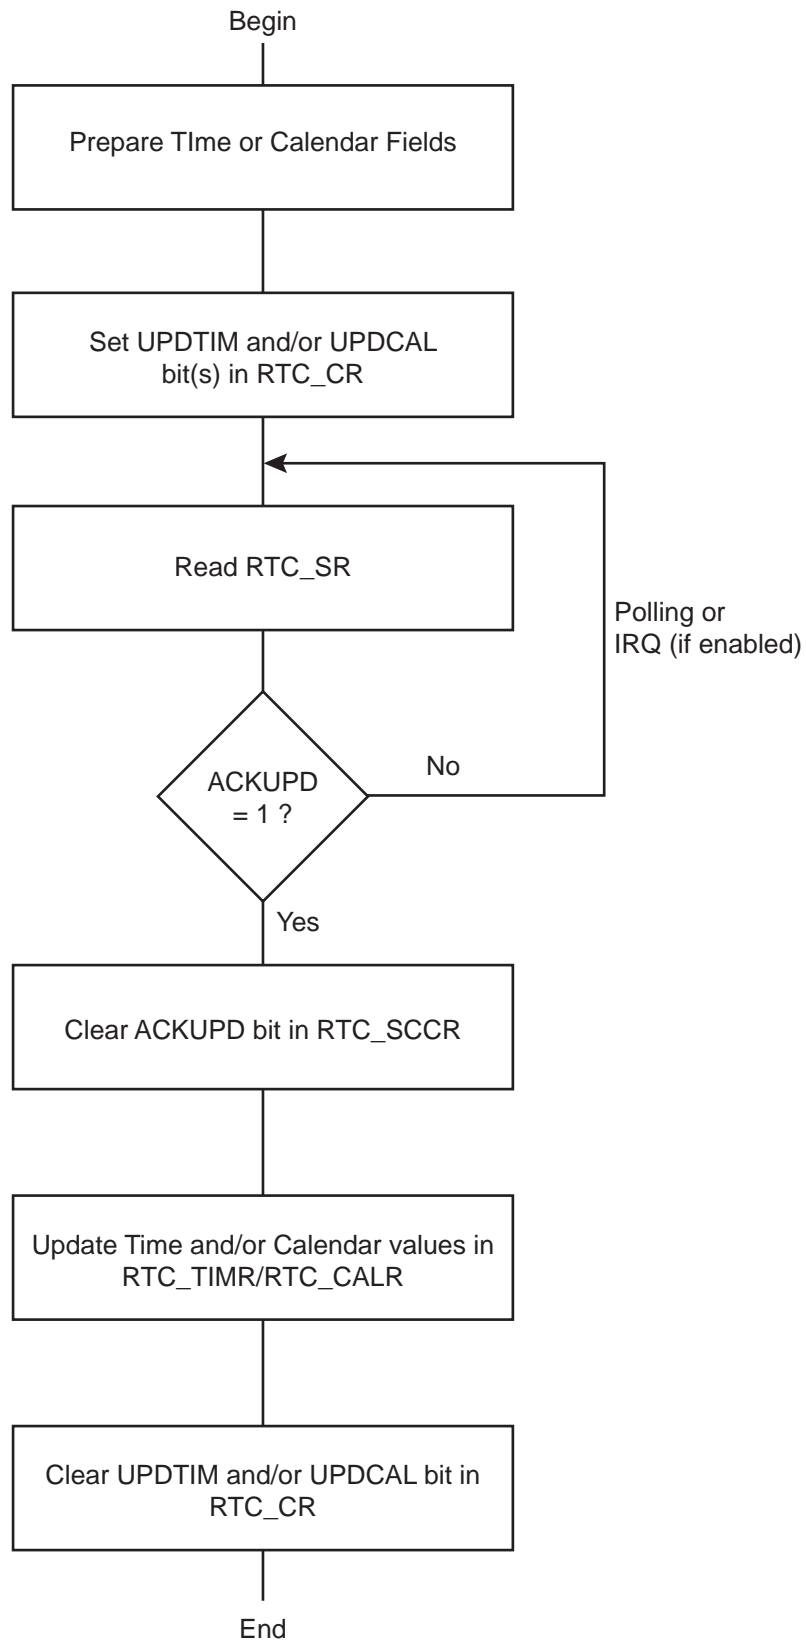 Begin
Prepare TIme or Calendar Fields
Set UPDTIM and/or UPDCAL
bit(s) in RTC_CR
Read RTC_SR
Polling or
IRQ (if enabled)
ACKUPD
= 1 ?
No
Yes
Clear ACKUPD bit in RTC_SCCR
Update Time and/or Calendar values in
RTC_TIMR/RTC_CALR
Clear UPDTIM and/or UPDCAL bit in
RTC_CR
End